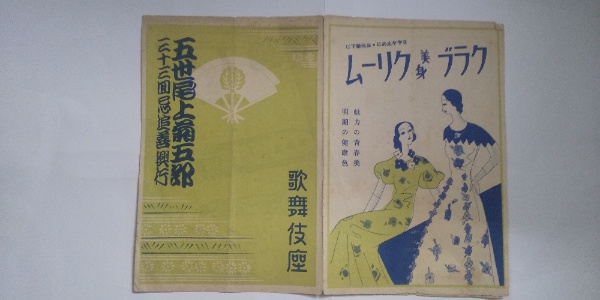 クラブ美身クリーム
魅力の青春美
明朗の健康色
歌舞伎座
五世尾上菊五郎
三十三回忌追善興行